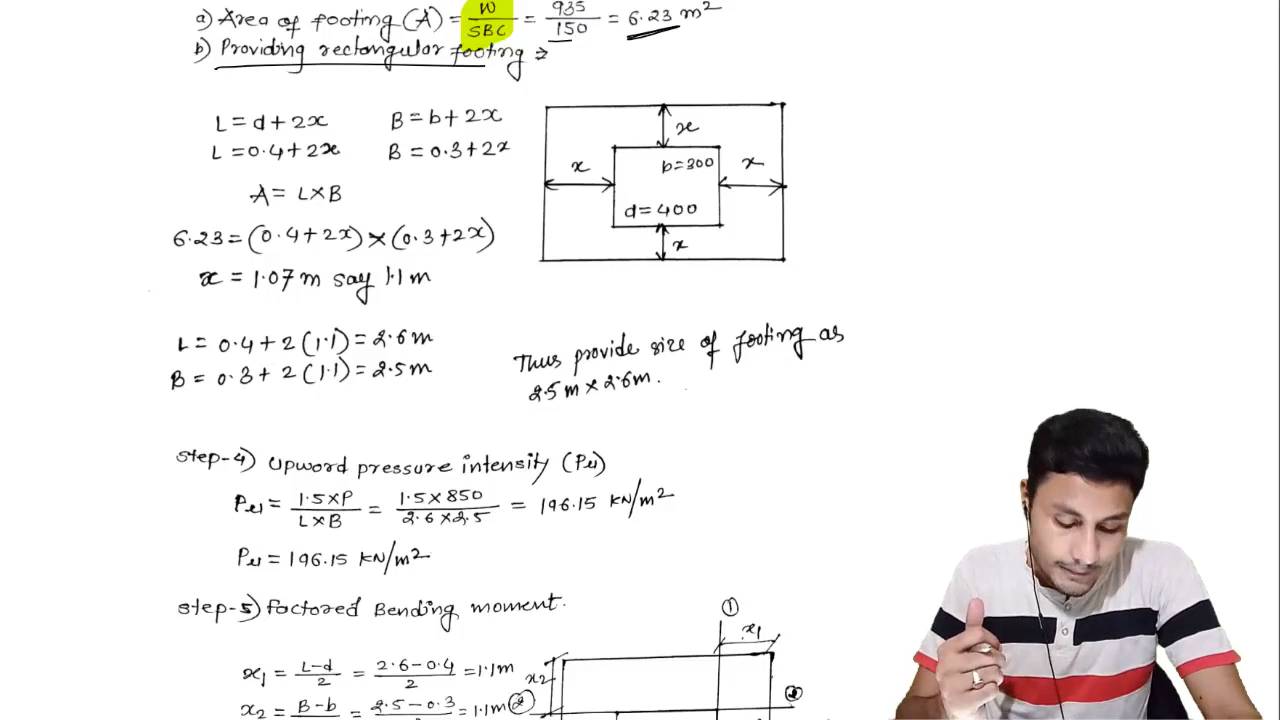 a) Area of footing (A) = W/SBC = 935/150 = 6.23 m²
b) Providing rectangular footing
L = d + 2x    B = b + 2x
L = 0.4 + 2x    B = 0.3 + 2x
A = L×B
6.23 = (0.4 + 2x) × (0.3 + 2x)
x = 1.07 m say 1.1 m
x
x    b=300    x
d=400
x
L = 0.4 + 2 (1.1) = 2.6 m
B = 0.3 + 2 (1.1) = 2.5 m
Thus provide size of footing as
2.5 m × 2.6 m.
Step-4) Upword pressure intensity (Pu)
Pu = 1.5×P/L×B = 1.5×850/2.6×2.5 = 196.15 KN/m²
Pu = 196.15 KN/m²
Step-5) Factored Bending moment.
x1 = L-d/2 = 2.6-0.4/2 = 1.1m
x2 = B-b = 2.5-0.3 = 1.1m
1
x1
x2
2